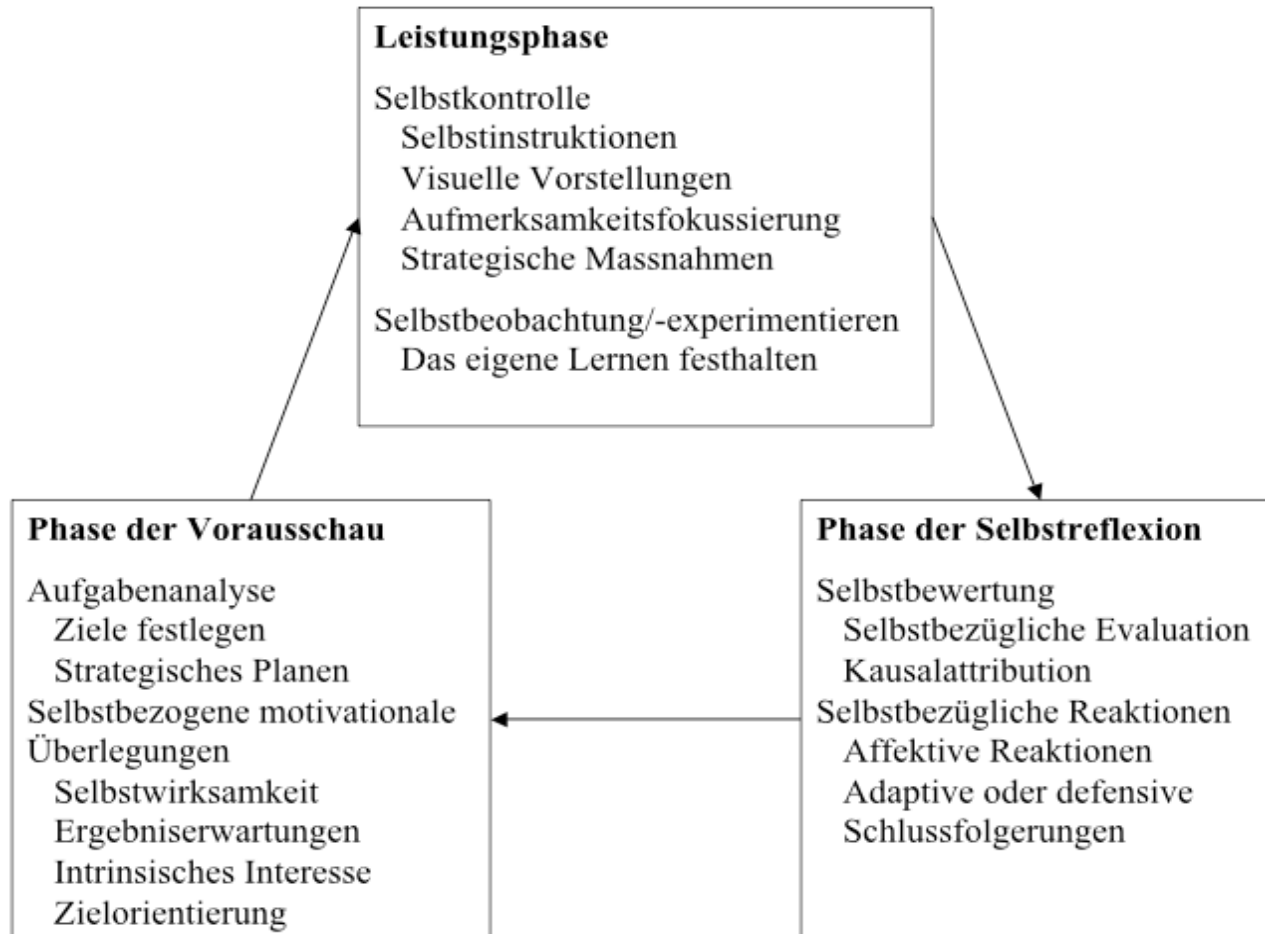 Leistungsphase
Selbstkontrolle
Selbstinstruktionen
Visuelle Vorstellungen
Aufmerksamkeitsfokussierung
Strategische Massnahmen
Selbstbeobachtung/-experimentieren
Das eigene Lernen festhalten
Phase der Vorausschau
Aufgabenanalyse
Ziele festlegen
Strategisches Planen
Selbstbezogene motivationale
Überlegungen
Selbstwirksamkeit
Ergebniserwartungen
Intrinsisches Interesse
Zielorientierung
Phase der Selbstreflexion
Selbstbewertung
Selbstbezügliche Evaluation
Kausalattribution
Selbstbezügliche Reaktionen
Affektive Reaktionen
Adaptive oder defensive
Schlussfolgerungen